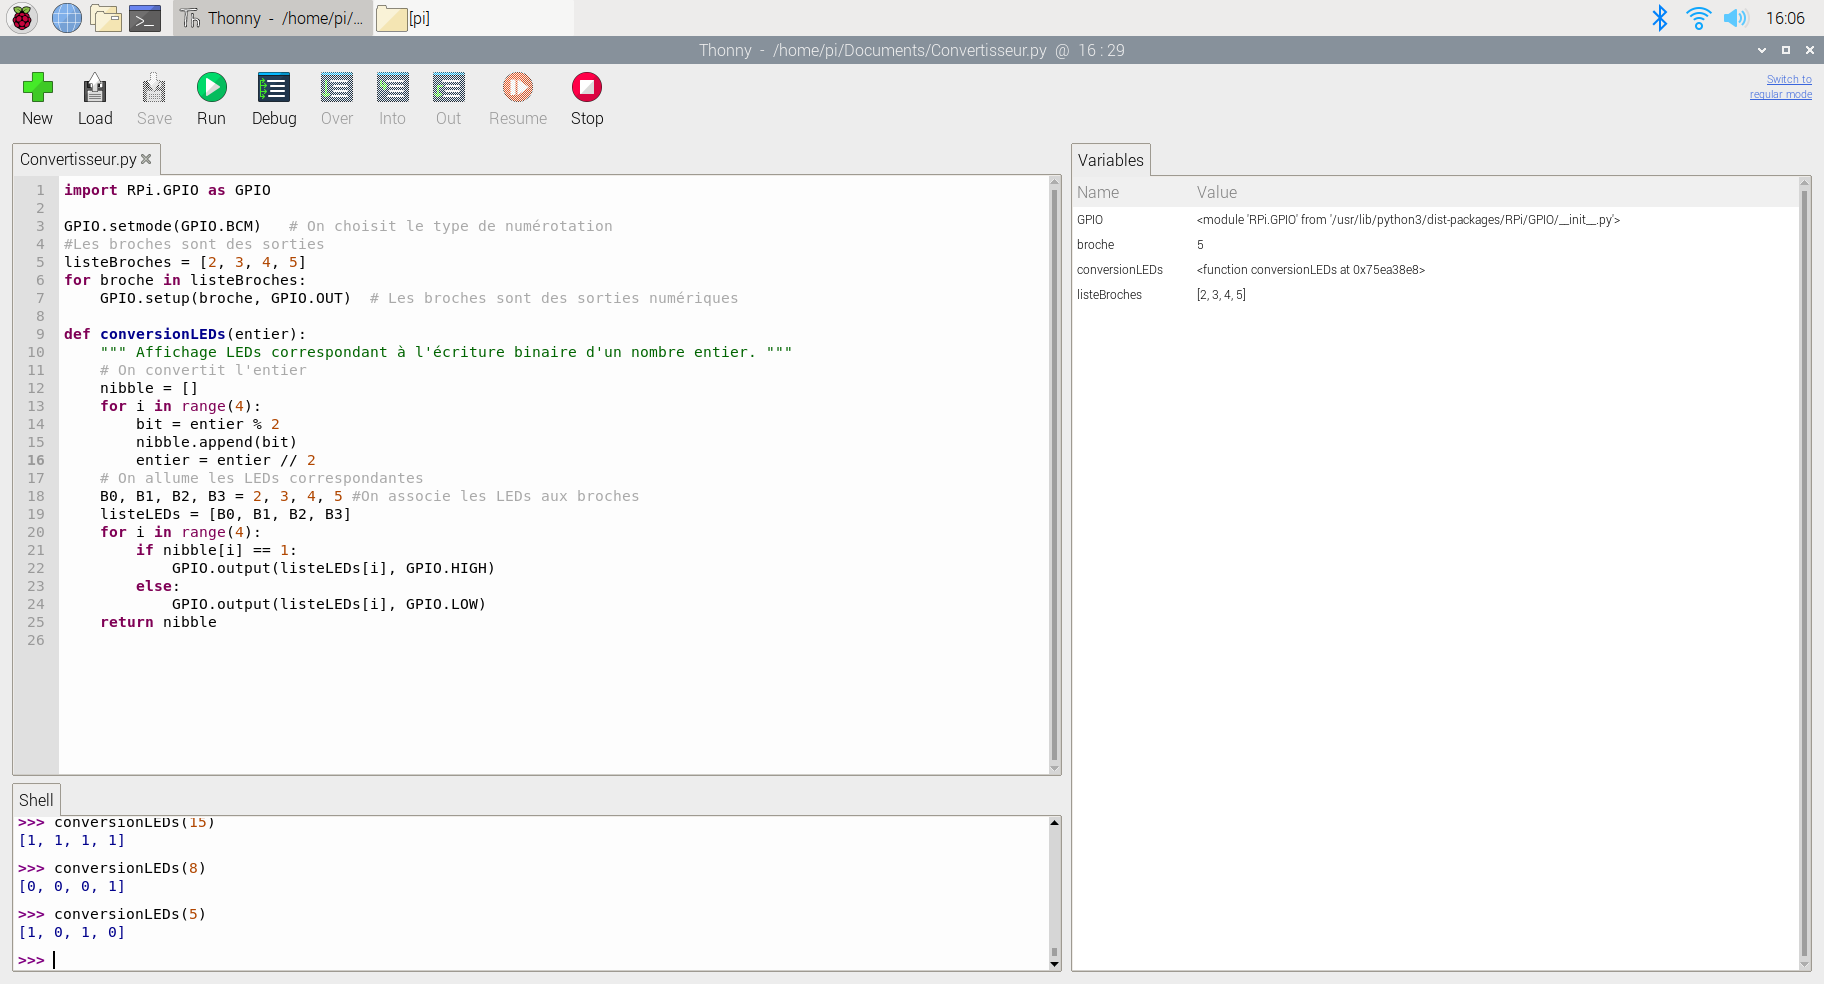 Thonny - /home/pi/...
[pi]
16:06
Thonny - /home/pi/Documents/Convertisseur.py @ 16 : 29
New Load Save Run Debug Over Into Out Resume Stop
Switch to
regular mode
Convertisseur.py
1 import RPi.GPIO as GPIO
2
3 GPIO.setmode(GPIO.BCM)   # On choisit le type de numérotation
4 #Les broches sont des sorties
5 listeBroches = [2, 3, 4, 5]
6 for broche in listeBroches:
7     GPIO.setup(broche, GPIO.OUT)  # Les broches sont des sorties numériques
8
9 def conversionLEDs(entier):
10     """ Affichage LEDs correspondant à l'écriture binaire d'un nombre entier. """
11     # On convertit l'entier
12     nibble = []
13     for i in range(4):
14         bit = entier % 2
15         nibble.append(bit)
16         entier = entier // 2
17     # On allume les LEDs correspondantes
18     B0, B1, B2, B3 = 2, 3, 4, 5 #On associe les LEDs aux broches
19     listeLEDs = [B0, B1, B2, B3]
20     for i in range(4):
21         if nibble[i] == 1:
22             GPIO.output(listeLEDs[i], GPIO.HIGH)
23         else:
24             GPIO.output(listeLEDs[i], GPIO.LOW)
25     return nibble
26
Shell
>>> conversionLEDs(15)
[1, 1, 1, 1]
>>> conversionLEDs(8)
[0, 0, 0, 1]
>>> conversionLEDs(5)
[1, 0, 1, 0]
>>>
Variables
Name Value
GPIO <module 'RPi.GPIO' from '/usr/lib/python3/dist-packages/RPi/GPIO/__init__.py'>
broche 5
conversionLEDs <function conversionLEDs at 0x75ea38e8>
listeBroches [2, 3, 4, 5]